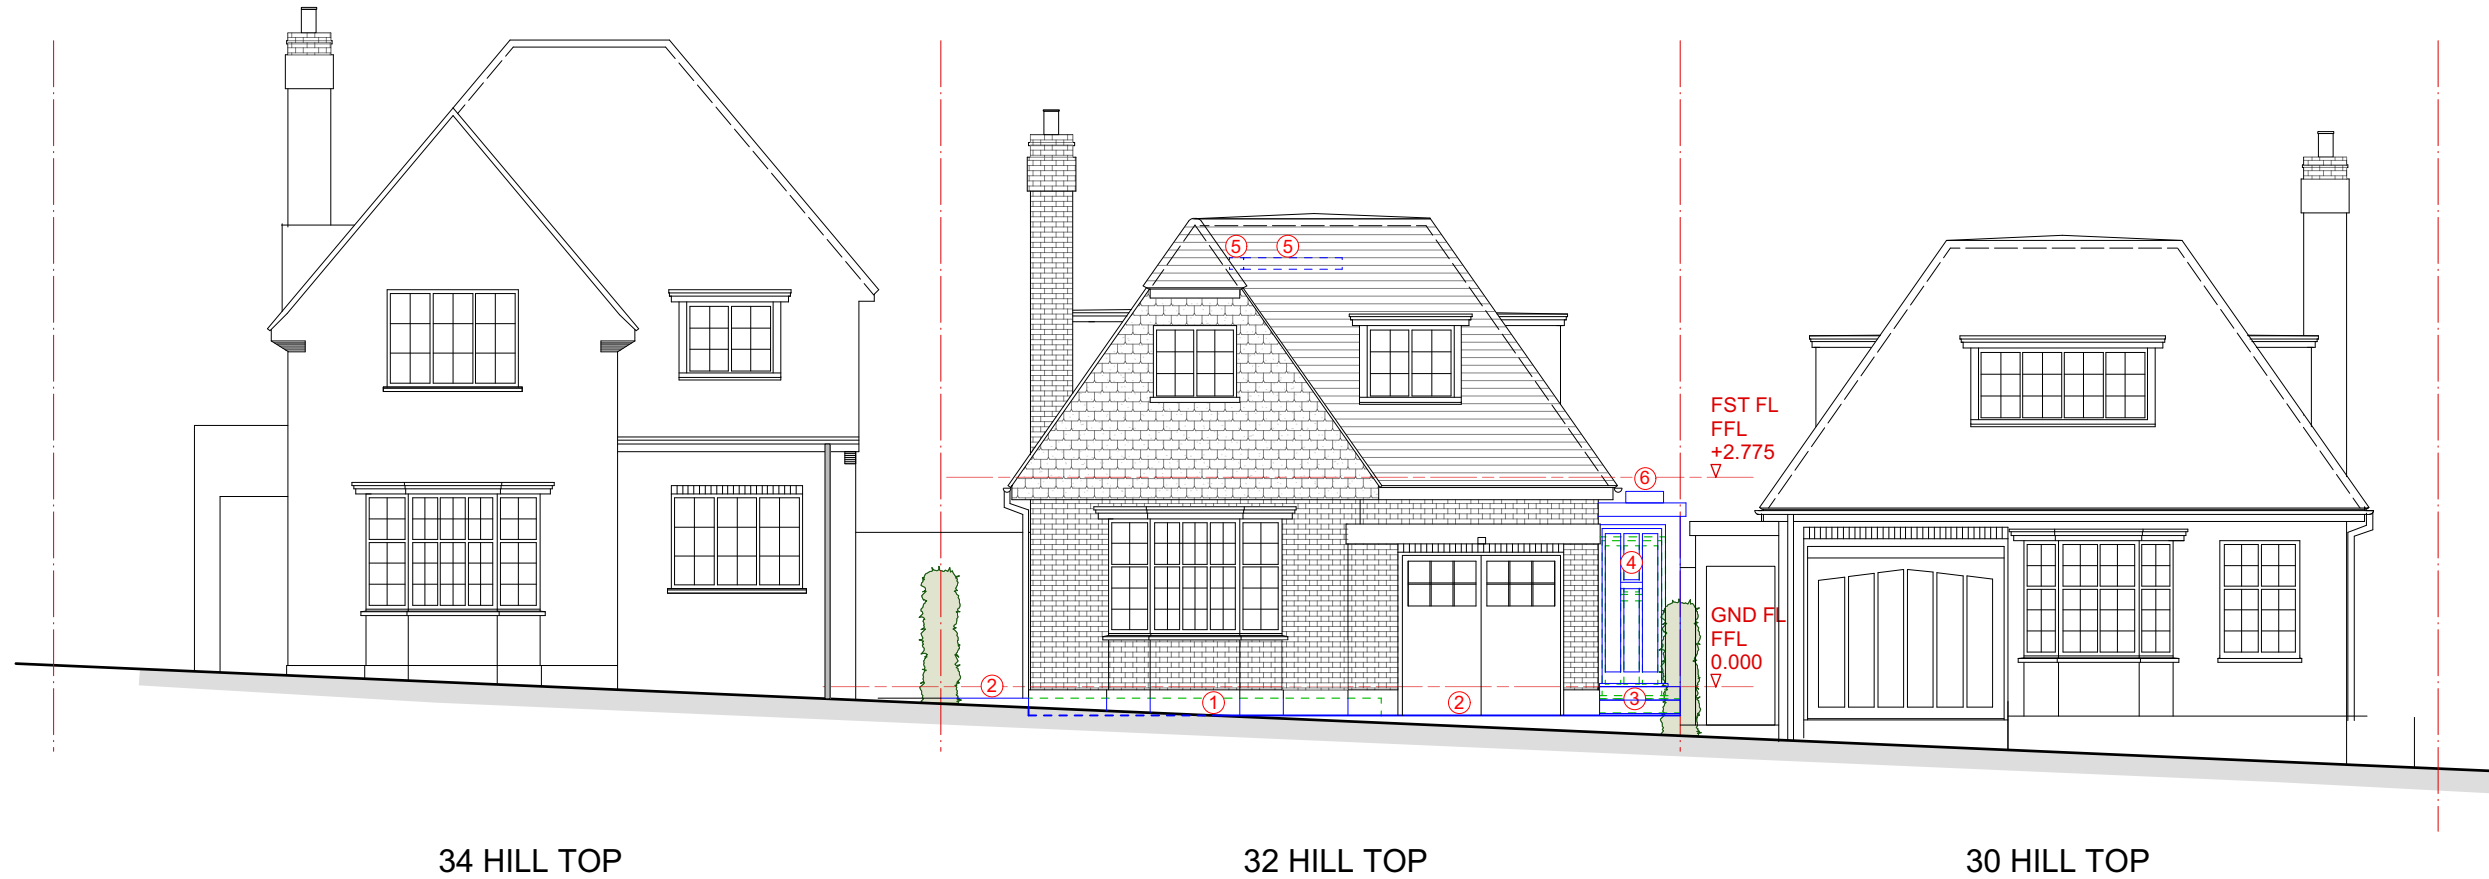 5 5
FST FL
FFL
+2.775
6
4
GND FL
FFL
0.000
2
1
2
3
34 HILL TOP
32 HILL TOP
30 HILL TOP